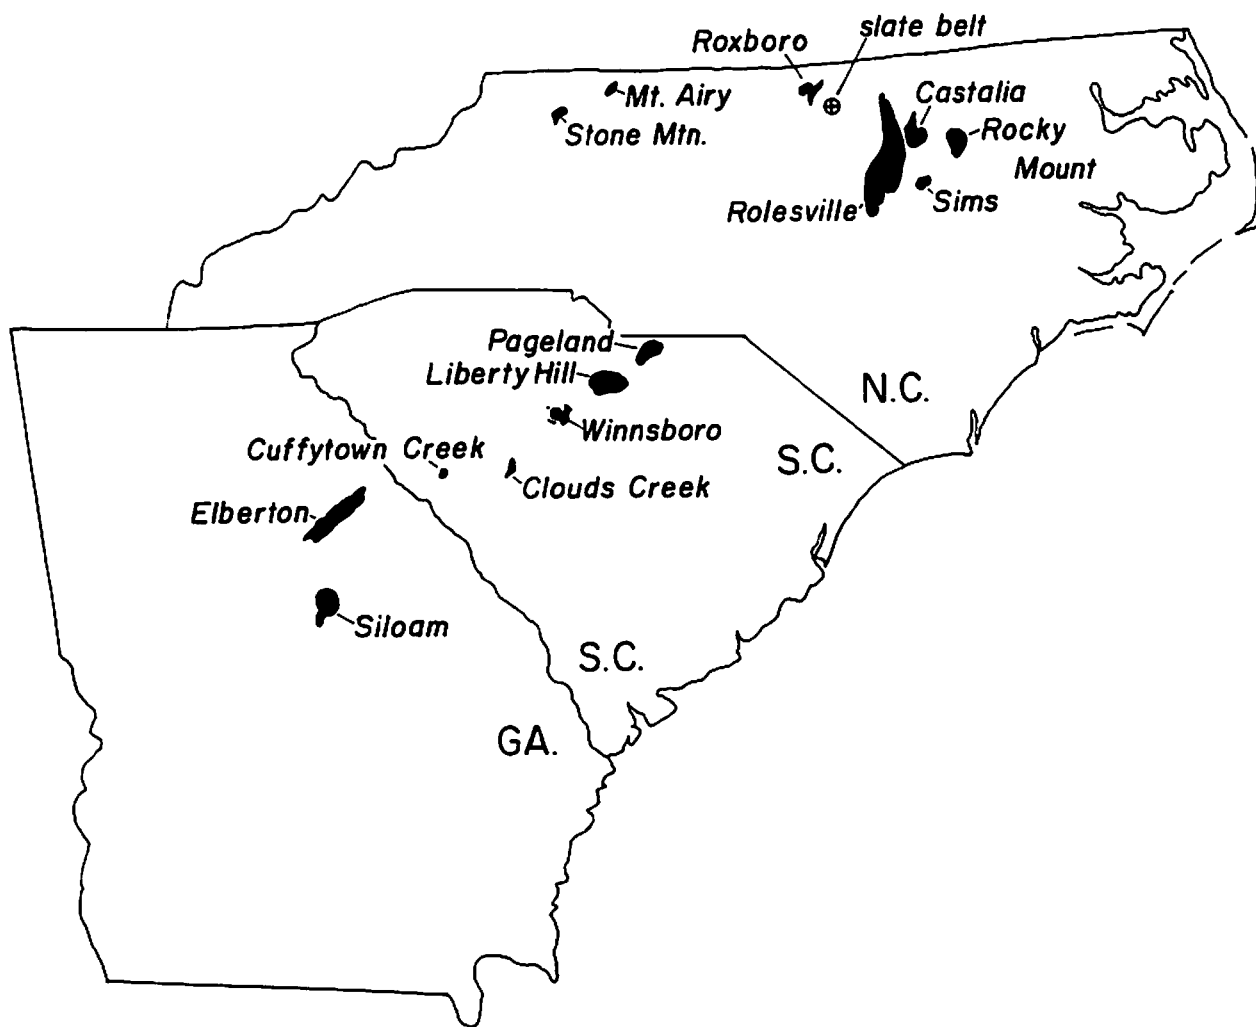 slate belt
Roxboro
Mt. Airy
Castalia
Stone Mtn.
Rocky
Mount
Rolesville
Sims
Pageland
Liberty Hill
N.C.
Winnsboro
Cuffytown Creek
S.C.
Clouds Creek
Elberton
Siloam
S.C.
GA.